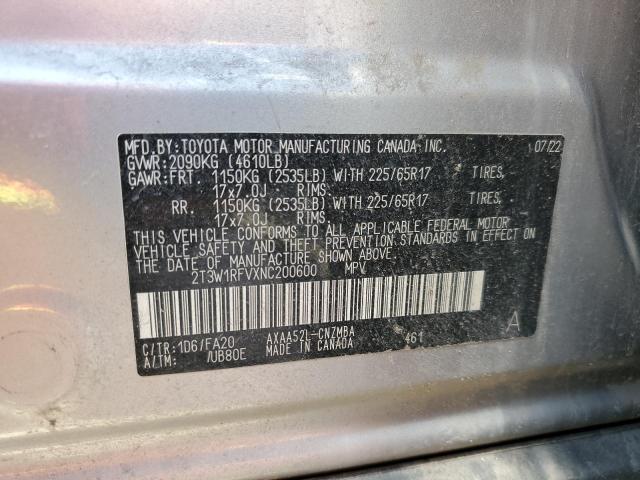 MFD.BY:TOYOTA MOTOR MANUFACTURING CANADA,INC. 07/22
GVWR:2090KG (4610LB)
GAWR:FRT. 1150KG (2535LB) WITH 225/65R17 TIRES,
17x7.0J RIMS,
RR. 1150KG (2535LB) WITH 225/65R17 TIRES,
17x7.0J RIMS,
THIS VEHICLE CONFORMS TO ALL APPLICABLE FEDERAL MOTOR
VEHICLE SAFETY AND THEFT PREVENTION STANDARDS IN EFFECT ON
THE DATE OF MANUFACTURE SHOWN ABOVE.
2T3W1RFVXNC200600 MPV
C/TR:1D6/FA20 AXAA52L-CNZMBA 461 A
A/TM: /UB80E MADE IN CANADA